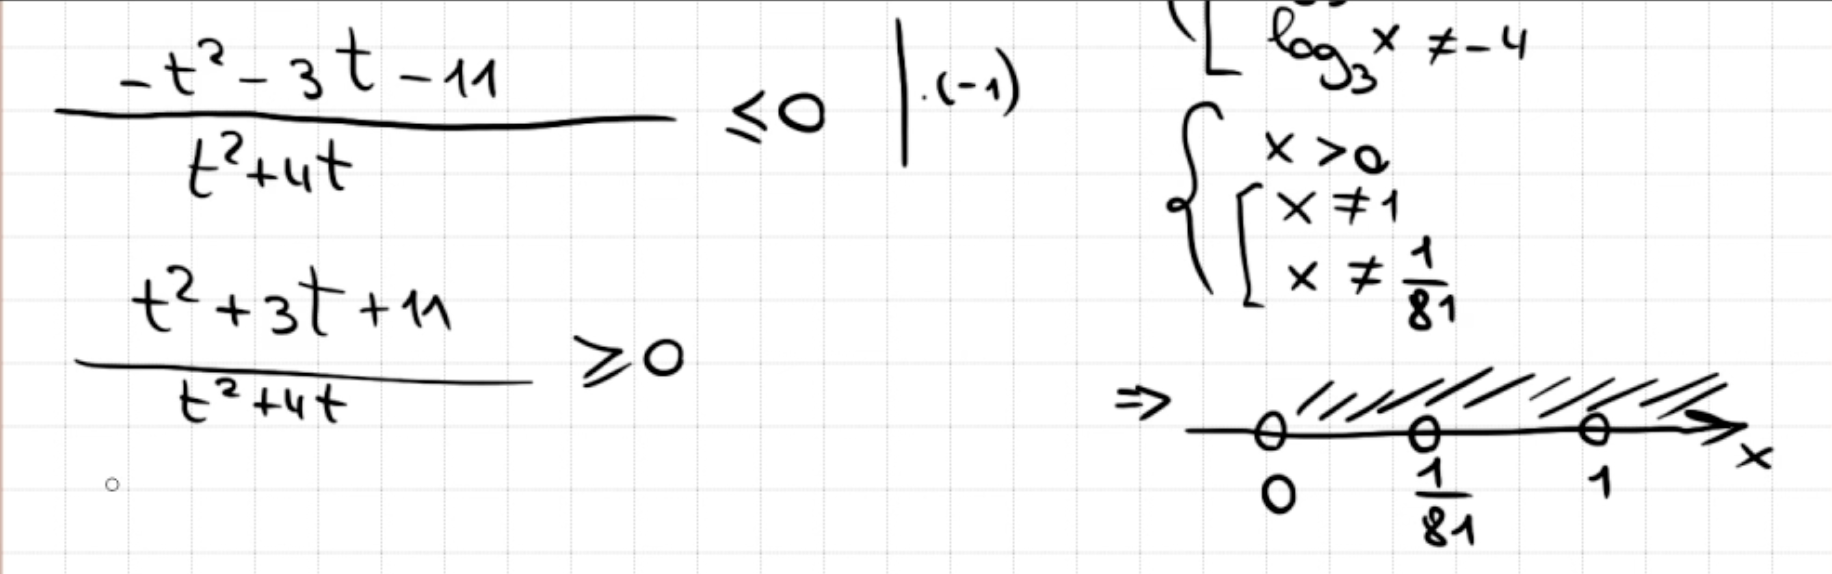 -t²-3t-11
t²+4t
≤0 | ·(-1)
t²+3t+11
t²+4t
≥0
log₃x ≠ -4
x > 0
x ≠ 1
x ≠ 1/81
⇒
0 1/81 1 x